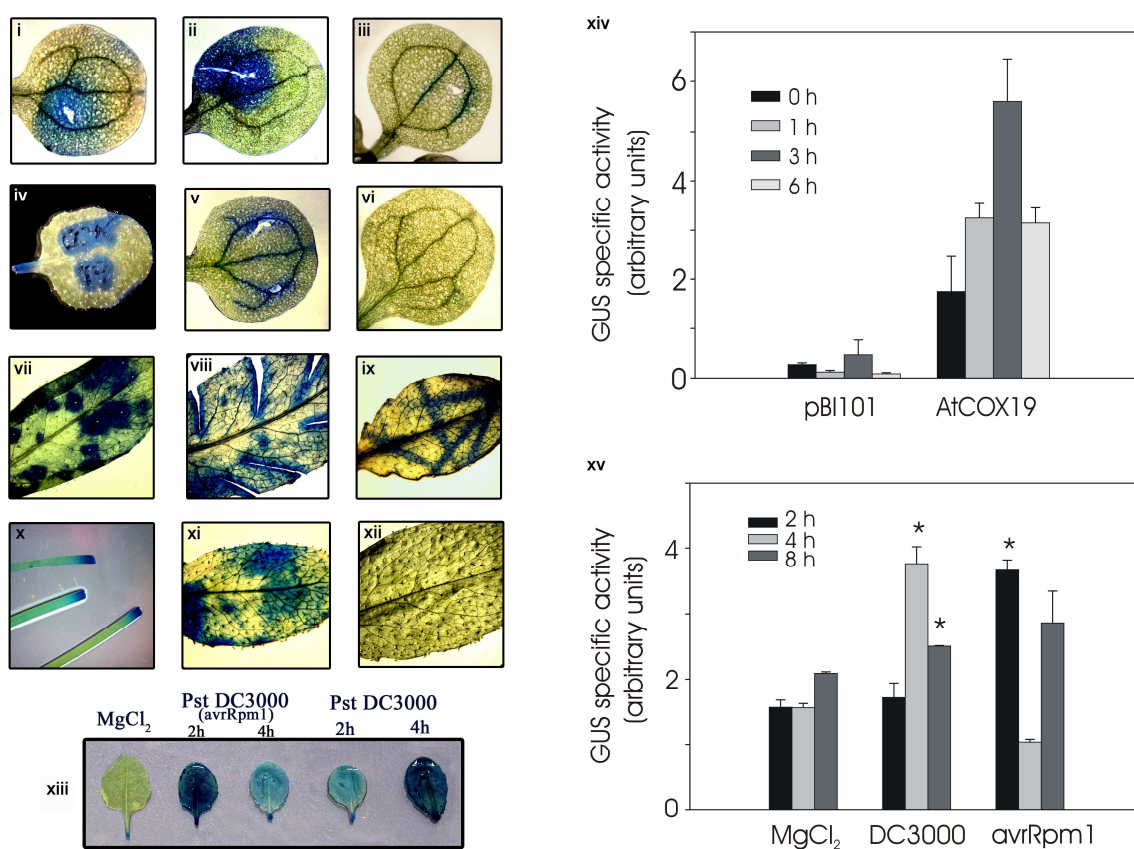 i
ii
iii
iv
v
vi
vii
viii
ix
x
xi
xii
MgCl2
Pst DC3000
(avrRpm1)
2h
4h
Pst DC3000
2h
4h
xiii
xiv
GUS specific activity
(arbitrary units)
6
4
2
0
0 h
1 h
3 h
6 h
pBI101
AtCOX19
xv
GUS specific activity
(arbitrary units)
4
2
0
2 h
4 h
8 h
*
*
*
MgCl2
DC3000
avrRpm1